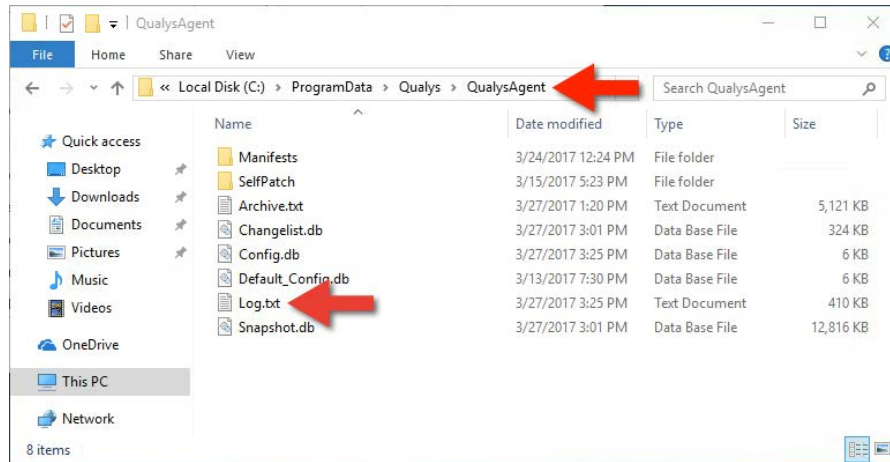 QualysAgent
File Home Share View
« Local Disk (C:) › ProgramData › Qualys › QualysAgent
Search QualysAgent
Name Date modified Type Size
Quick access
Desktop
Downloads
Documents
Pictures
Music
Videos
OneDrive
This PC
Network
Manifests 3/24/2017 12:24 PM File folder
SelfPatch 3/15/2017 5:23 PM File folder
Archive.txt 3/27/2017 1:20 PM Text Document 5,121 KB
Changelist.db 3/27/2017 3:01 PM Data Base File 324 KB
Config.db 3/27/2017 3:25 PM Data Base File 6 KB
Default_Config.db 3/13/2017 7:30 PM Data Base File 6 KB
Log.txt 3/27/2017 3:25 PM Text Document 410 KB
Snapshot.db 3/27/2017 3:01 PM Data Base File 12,816 KB
8 items